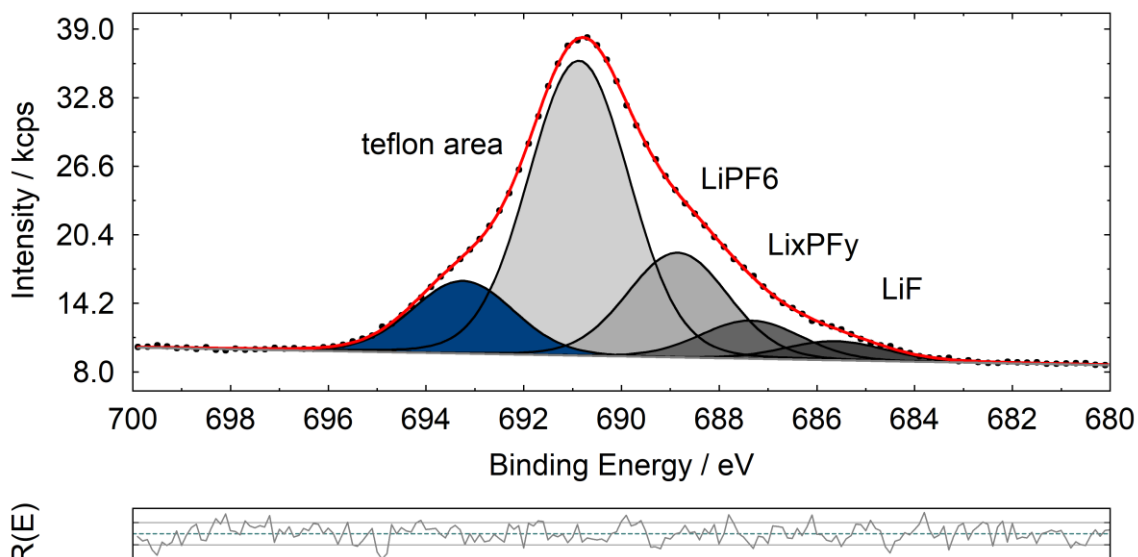 39.0
32.8
26.6
20.4
14.2
8.0
Intensity / kcps
teflon area
LiPF6
LixPFy
LiF
700 698 696 694 692 690 688 686 684 682 680
Binding Energy / eV
R(E)